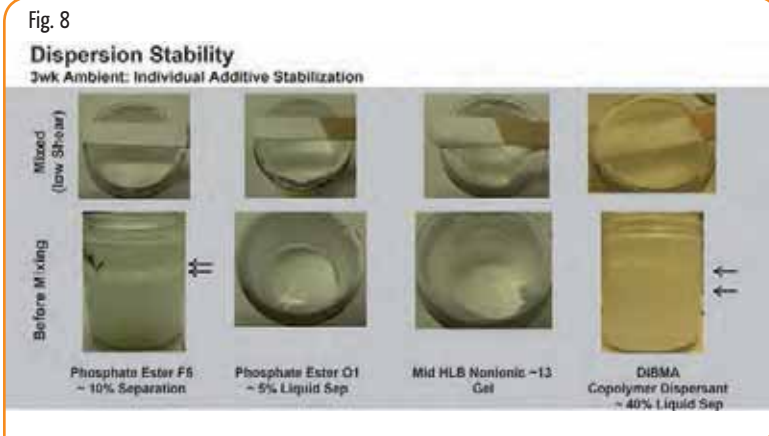 Fig. 8
Dispersion Stability
3wk Ambient: Individual Additive Stabilization
Mixed
(low Shear)
Before Mixing
Phosphate Ester F5
~ 10% Separation
Phosphate Ester O1
~ 5% Liquid Sep
Mid HLB Nonionic ~13
Gel
DIBMA
Copolymer Dispersant
~ 40% Liquid Sep